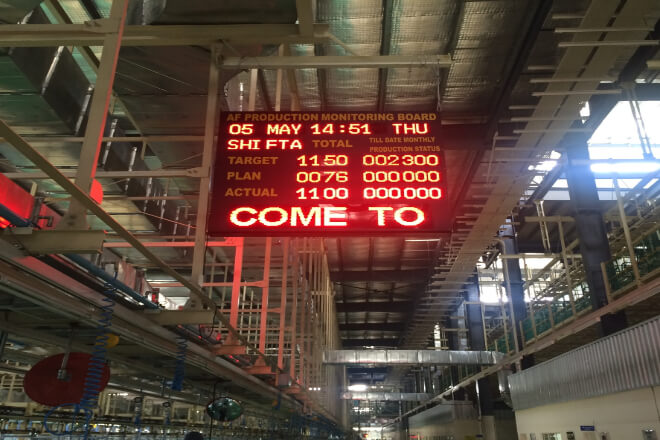 AF PRODUCTION MONITORING BOARD
05 MAY 14:51 THU
SHIFTA TOTAL TILL DATE MONTHLY PRODUCTION STATUS
TARGET 1150 002300
PLAN 0076 000000
ACTUAL 1100 000000
COME TO